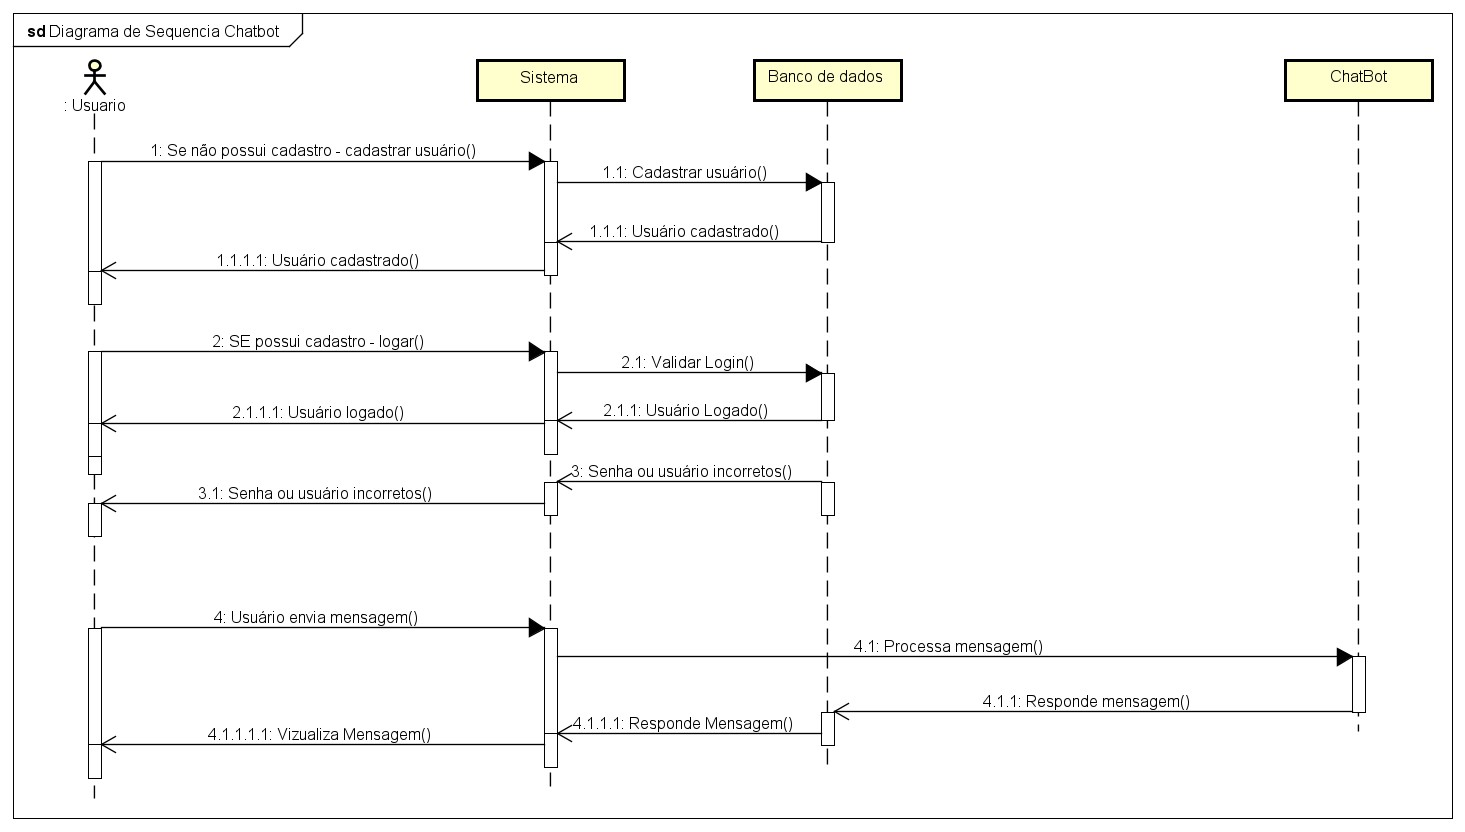 sd Diagrama de Sequencia Chatbot
: Usuario
Sistema
Banco de dados
ChatBot
1: Se não possui cadastro - cadastrar usuário()
1.1: Cadastrar usuário()
1.1.1: Usuário cadastrado()
1.1.1.1: Usuário cadastrado()
2: SE possui cadastro - logar()
2.1: Validar Login()
2.1.1: Usuário Logado()
2.1.1.1: Usuário logado()
3: Senha ou usuário incorretos()
3.1: Senha ou usuário incorretos()
4: Usuário envia mensagem()
4.1: Processa mensagem()
4.1.1: Responde mensagem()
4.1.1.1: Responde Mensagem()
4.1.1.1.1: Vizualiza Mensagem()